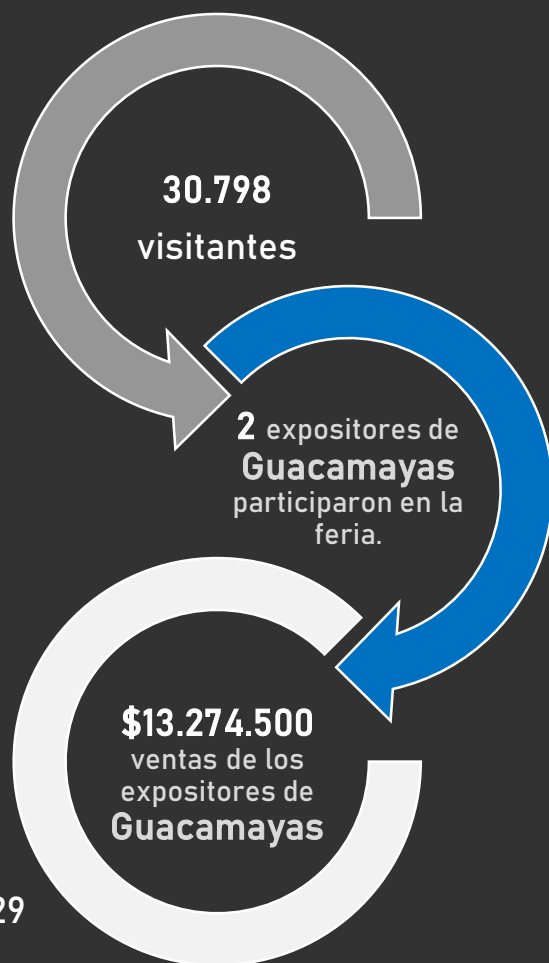 30.798
visitantes
2 expositores de
Guacamayas
participaron en la
feria.
$13.274.500
ventas de los
expositores de
Guacamayas
29